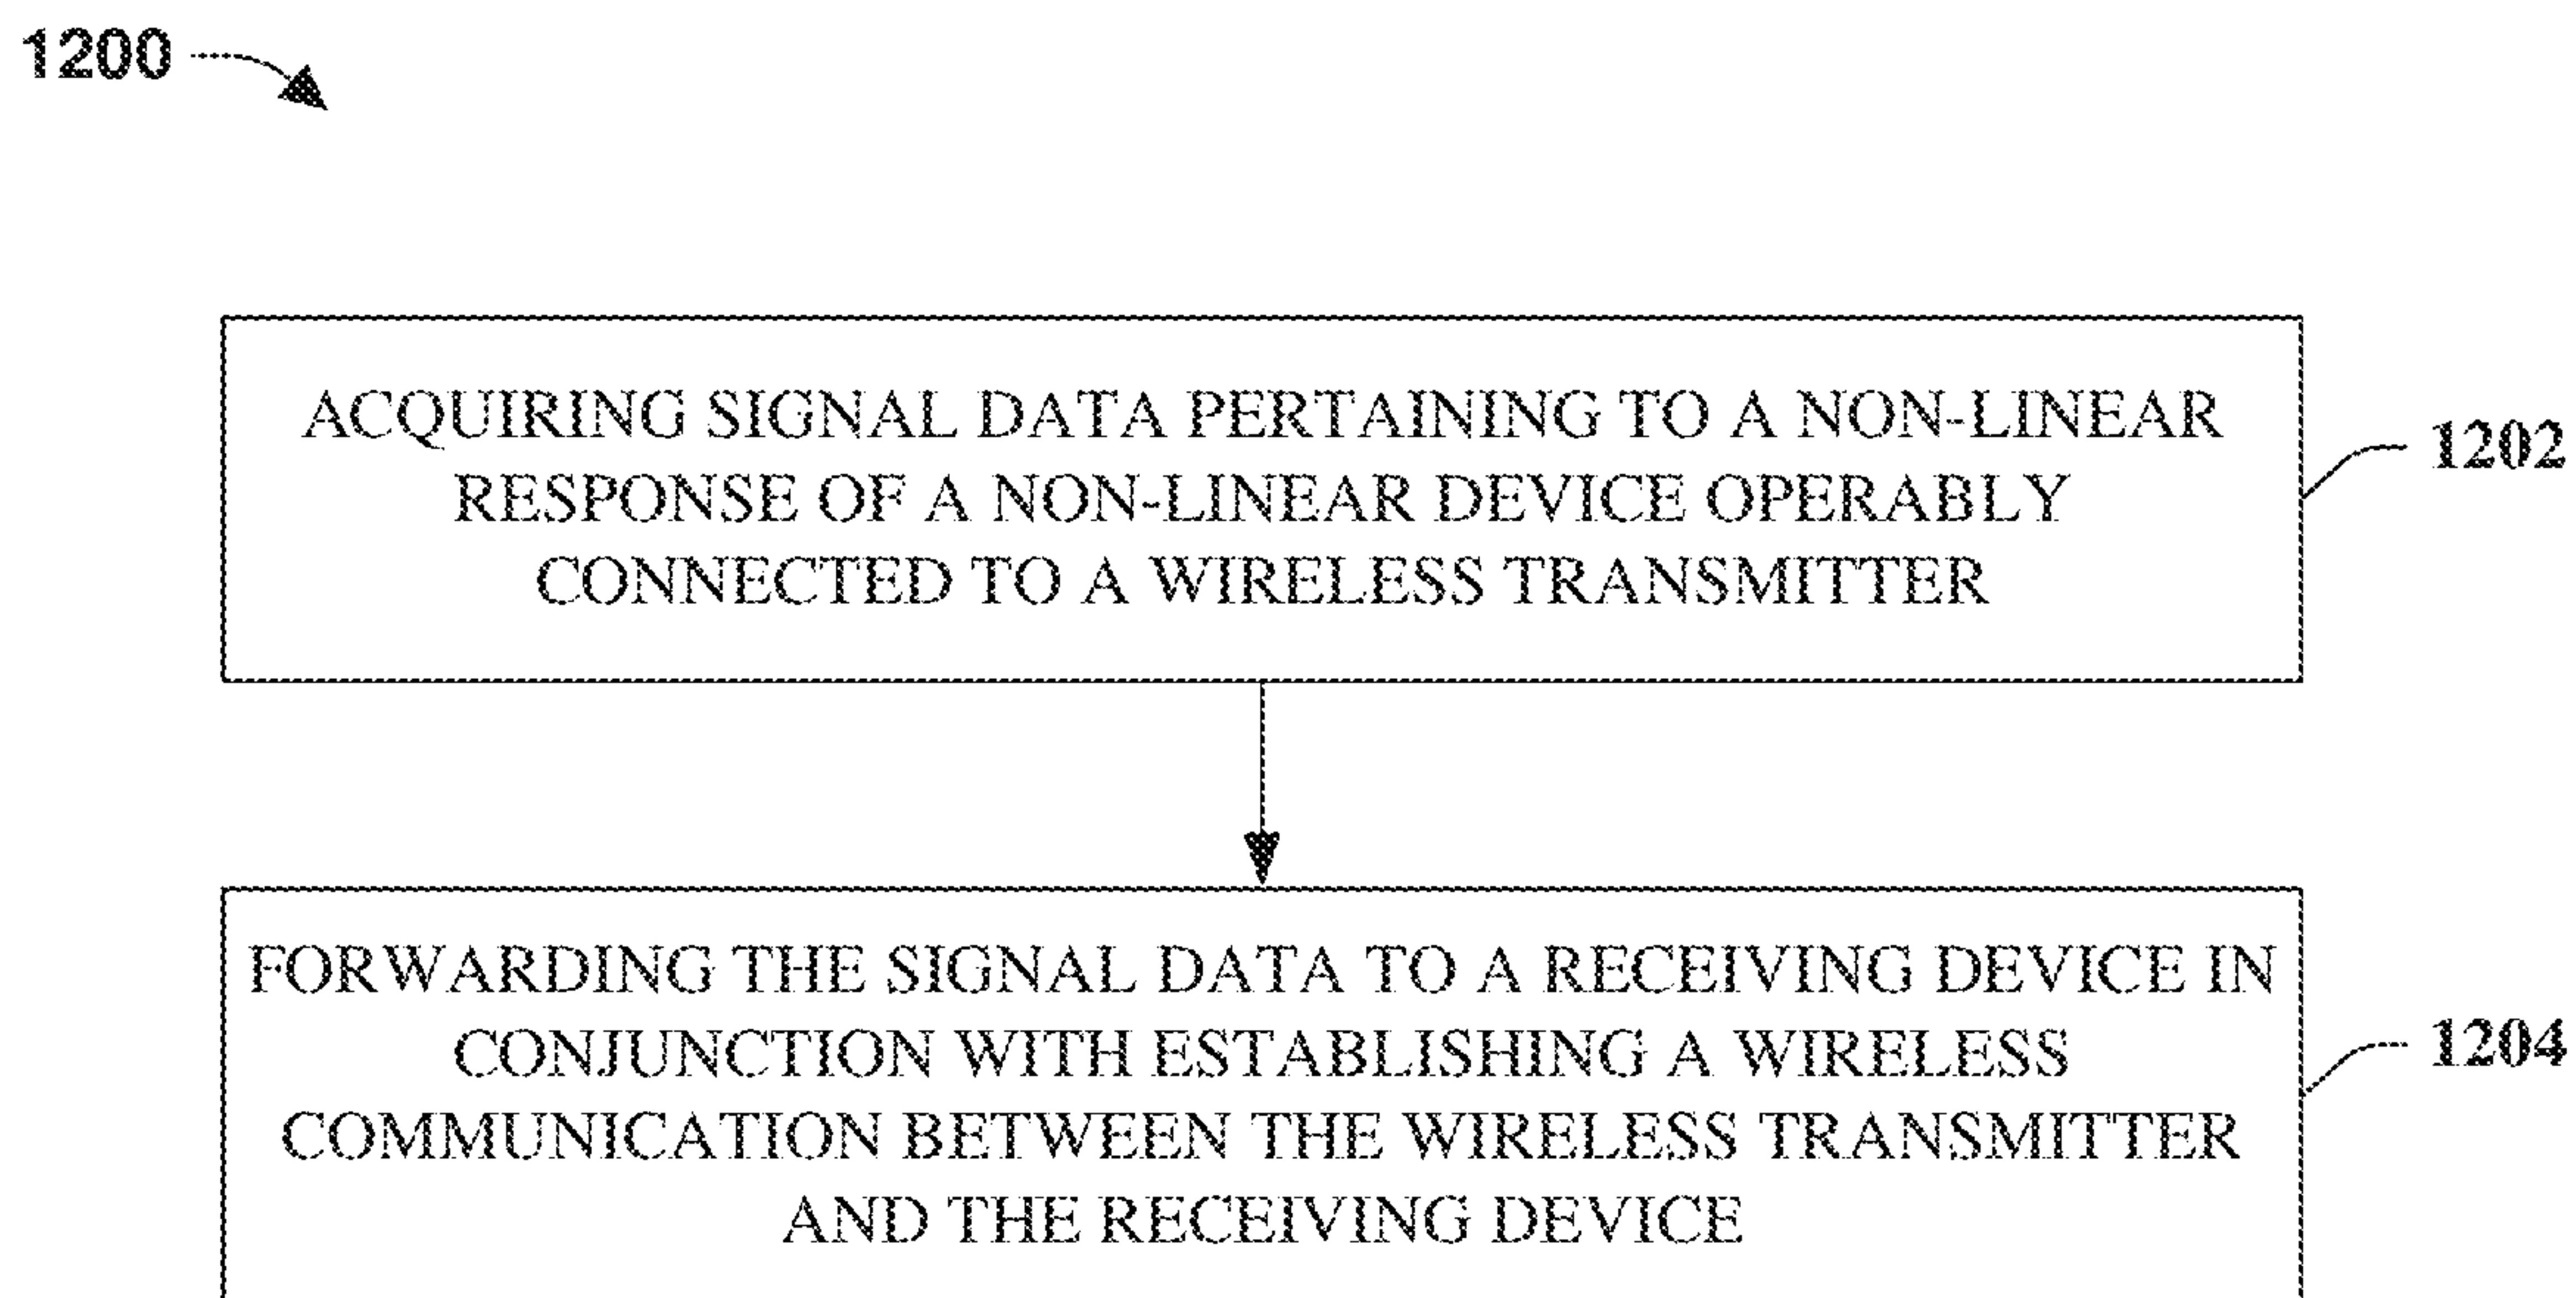 1200
ACQUIRING SIGNAL DATA PERTAINING TO A NON-LINEAR
RESPONSE OF A NON-LINEAR DEVICE OPERABLY
CONNECTED TO A WIRELESS TRANSMITTER
1202
FORWARDING THE SIGNAL DATA TO A RECEIVING DEVICE IN
CONJUNCTION WITH ESTABLISHING A WIRELESS
COMMUNICATION BETWEEN THE WIRELESS TRANSMITTER
AND THE RECEIVING DEVICE
1204